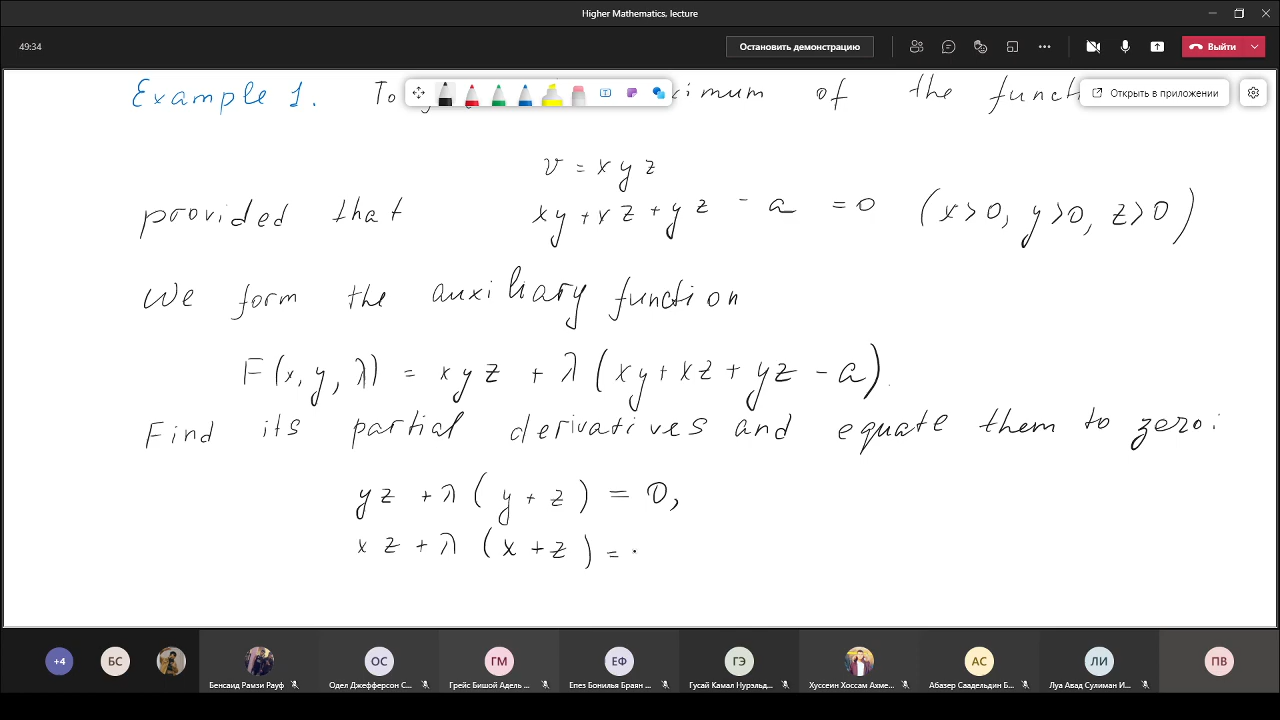 Higher Mathematics, lecture
49:34
Остановить демонстрацию
Выйти
Example 1. To ximum of the funct
Открыть в приложении
v = xyz
provided that xy + xz + yz - a = 0 (x>0, y>0, z>0)
We form the auxiliary function
F(x, y, λ) = xyz + λ(xy + xz + yz - a).
Find its partial derivatives and equate them to zero:
yz + λ(y + z) = 0,
xz + λ(x + z) =
+4
БС
ОС
ГМ
ЕФ
ГЭ
АС
ЛИ
ПВ
Бенсаид Рамзи Рауф
Одел Джефферсон С...
Грейс Бишой Адель ...
Епез Бонилья Браян ...
Гусай Камал Нурэльд...
Хуссеин Хоссам Ахме...
Абазер Саадельдин Б...
Луа Авад Сулиман И...